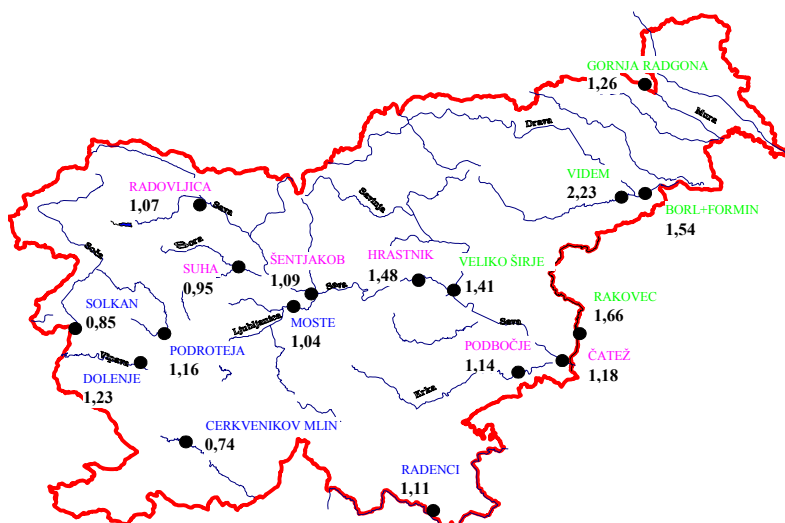 GORNJA RADGONA
1,26
Mura
Drava
VIDEM
2,23
BORL+FORMIN
1,54
RADOVLJICA
1,07
Sava
Savinja
Sora
Soča
SUHA
0,95
ŠENTJAKOB
1,09
Sava
HRASTNIK
1,48
VELIKO ŠIRJE
1,41
SOLKAN
0,85
Ljubljanica
MOSTE
1,04
Sava
RAKOVEC
1,66
Vipava
PODROTEJA
1,16
PODBOČJE
1,14
ČATEŽ
1,18
DOLENJE
1,23
Krka
CERKVENIKOV MLIN
0,74
RADENCI
1,11